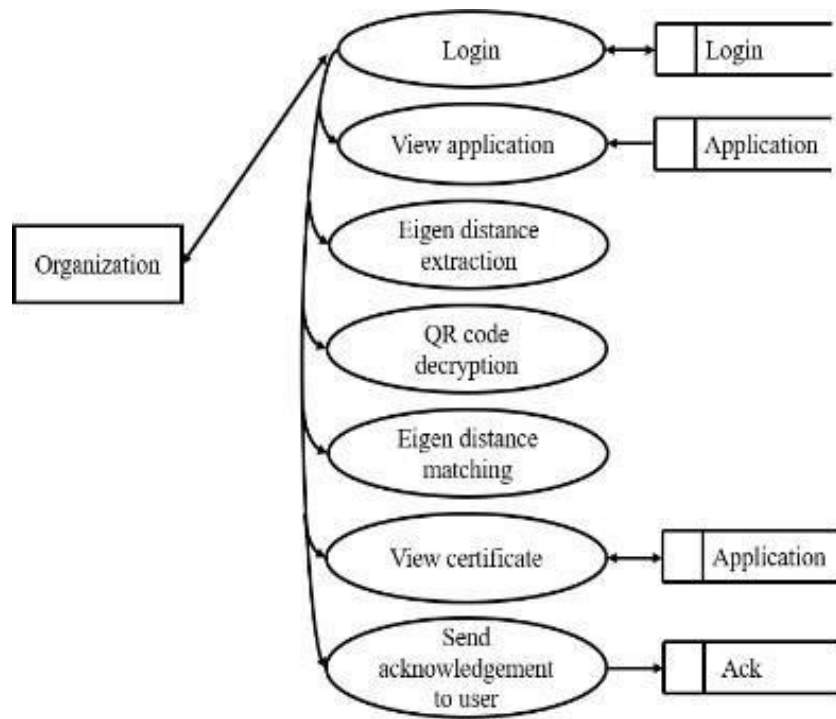 Login
Login
View application
Application
Organization
Eigen distance
extraction
QR code
decryption
Eigen distance
matching
View certificate
Application
Send
acknowledgement
to user
Ack